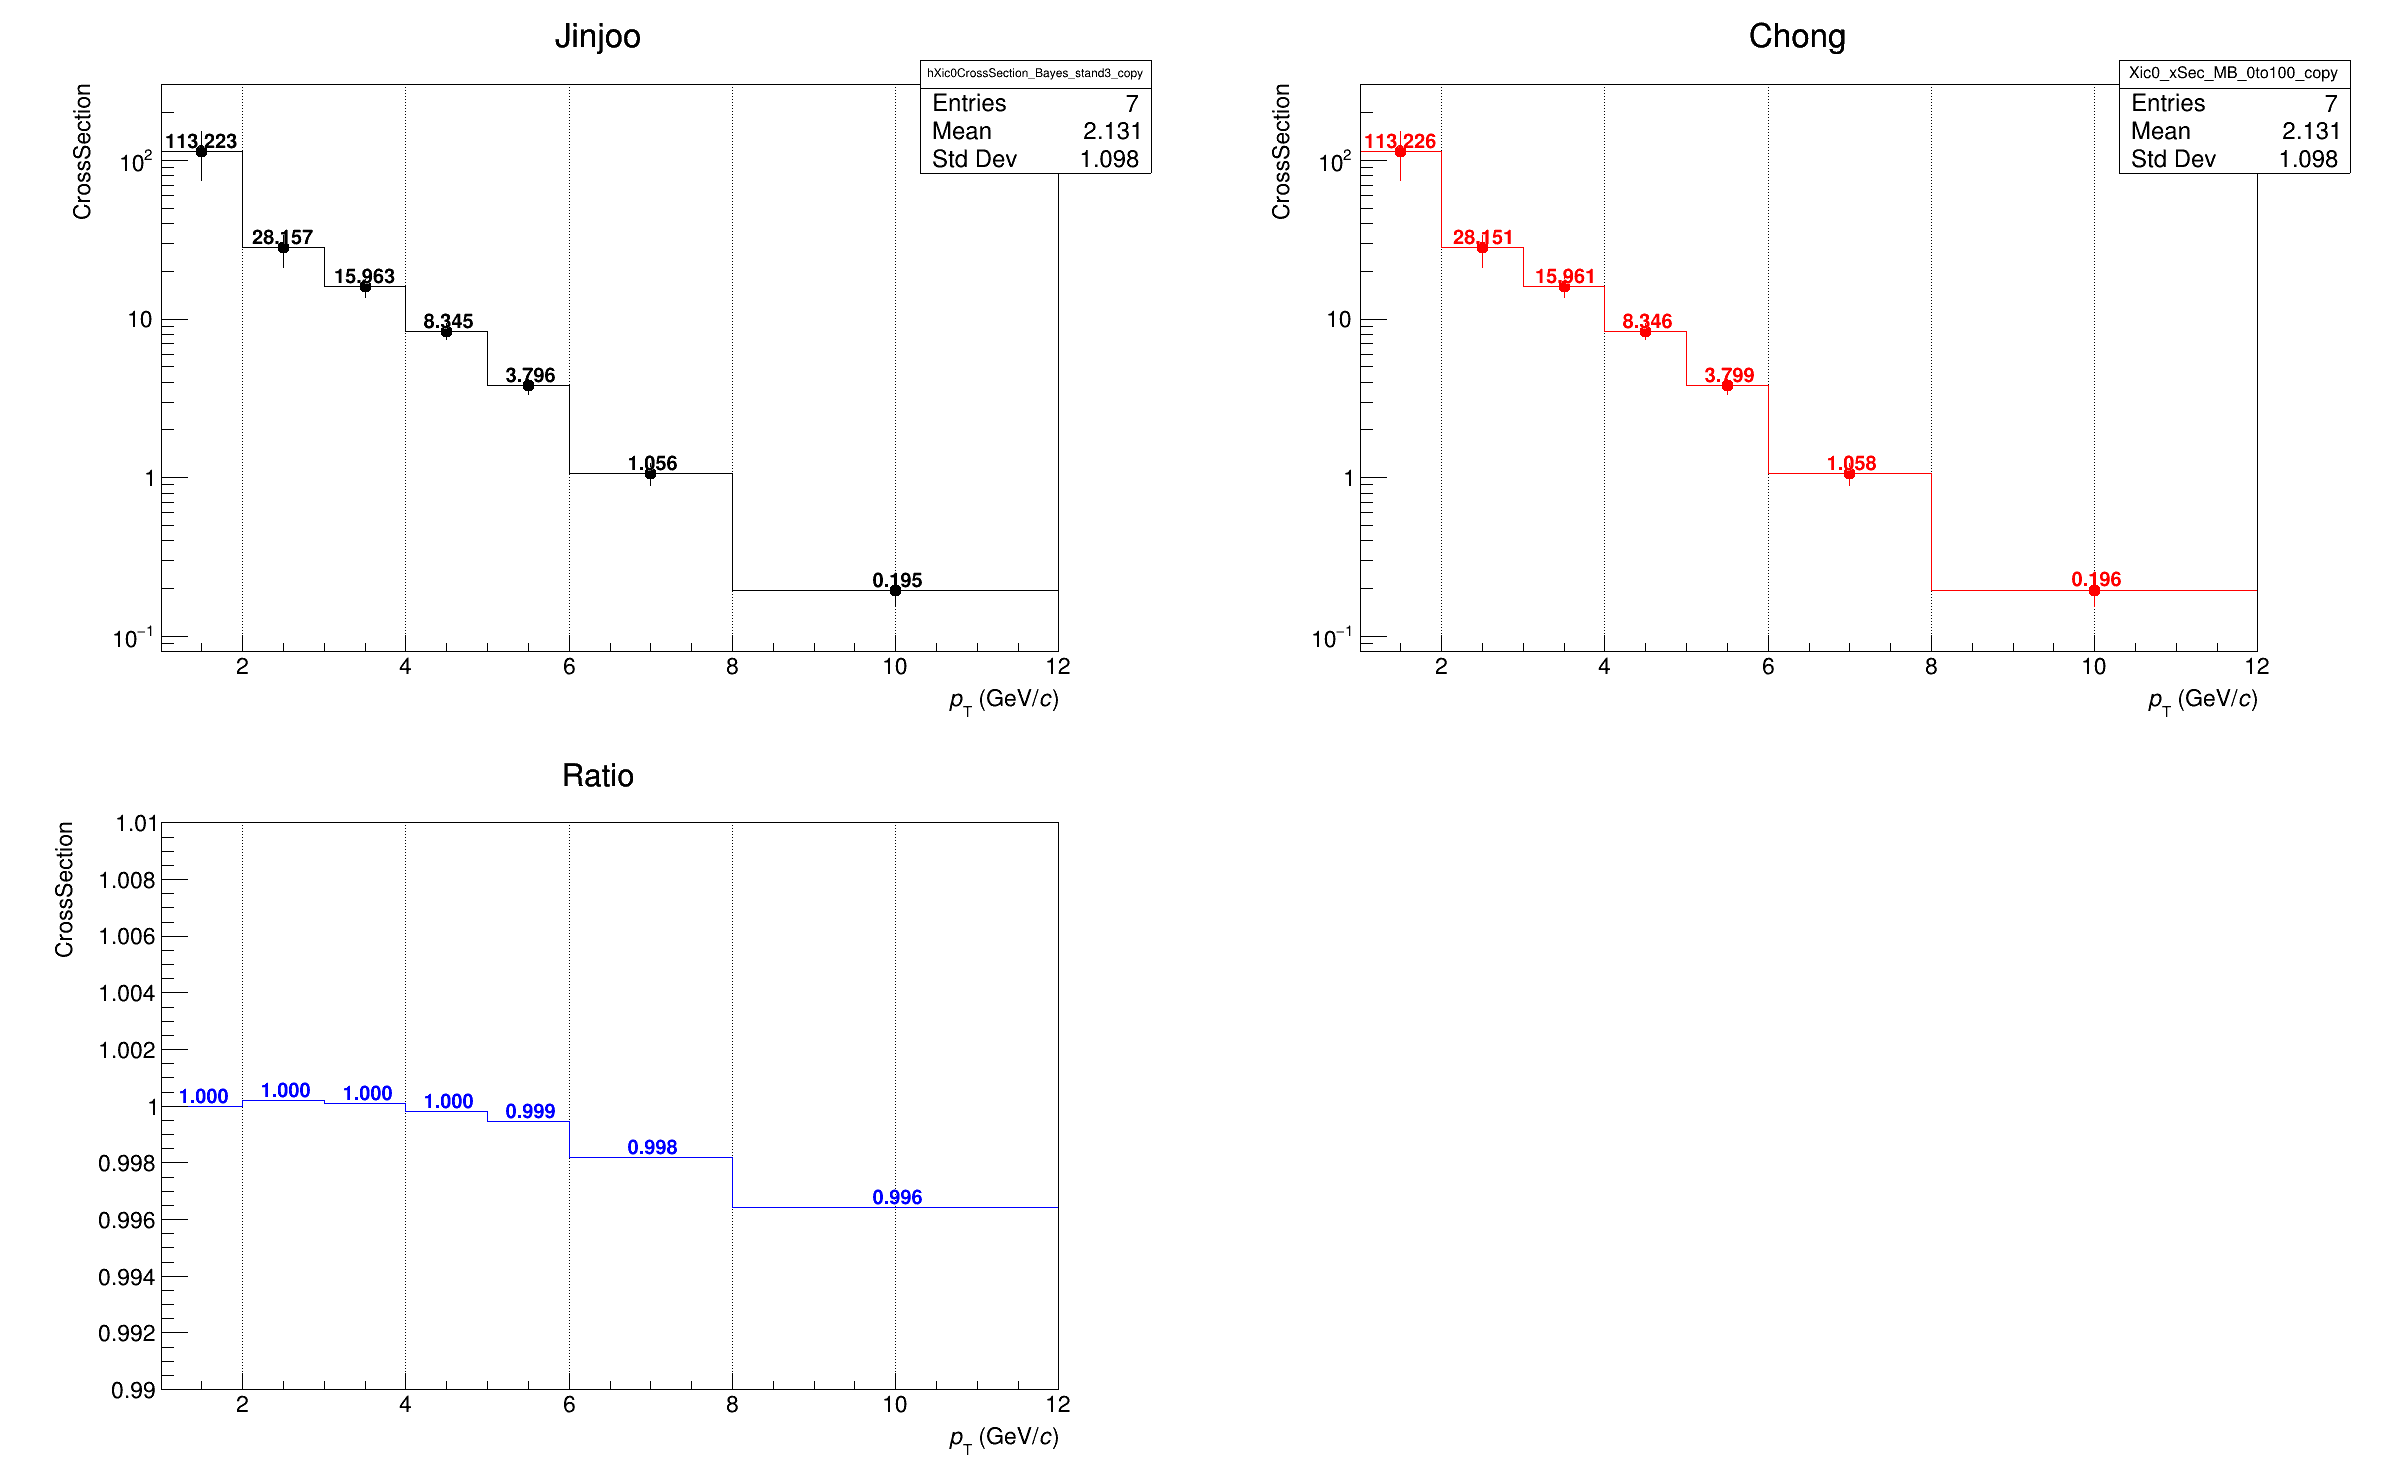 Jinjoo
hXic0CrossSection_Bayes_stand3_copy
Entries 7
Mean 2.131
Std Dev 1.098
CrossSection
113.223
28.157
15.963
8.345
3.796
1.056
0.195
10²
10
1
10⁻¹
2 4 6 8 10 12
p_T (GeV/c)
Chong
Xic0_xSec_MB_0to100_copy
Entries 7
Mean 2.131
Std Dev 1.098
CrossSection
113.226
28.151
15.961
8.346
3.799
1.058
0.196
10²
10
1
10⁻¹
2 4 6 8 10 12
p_T (GeV/c)
Ratio
CrossSection
1.01
1.008
1.006
1.004
1.002
1
0.998
0.996
0.994
0.992
0.99
1.000 1.000 1.000 1.000 0.999 0.998 0.996
2 4 6 8 10 12
p_T (GeV/c)